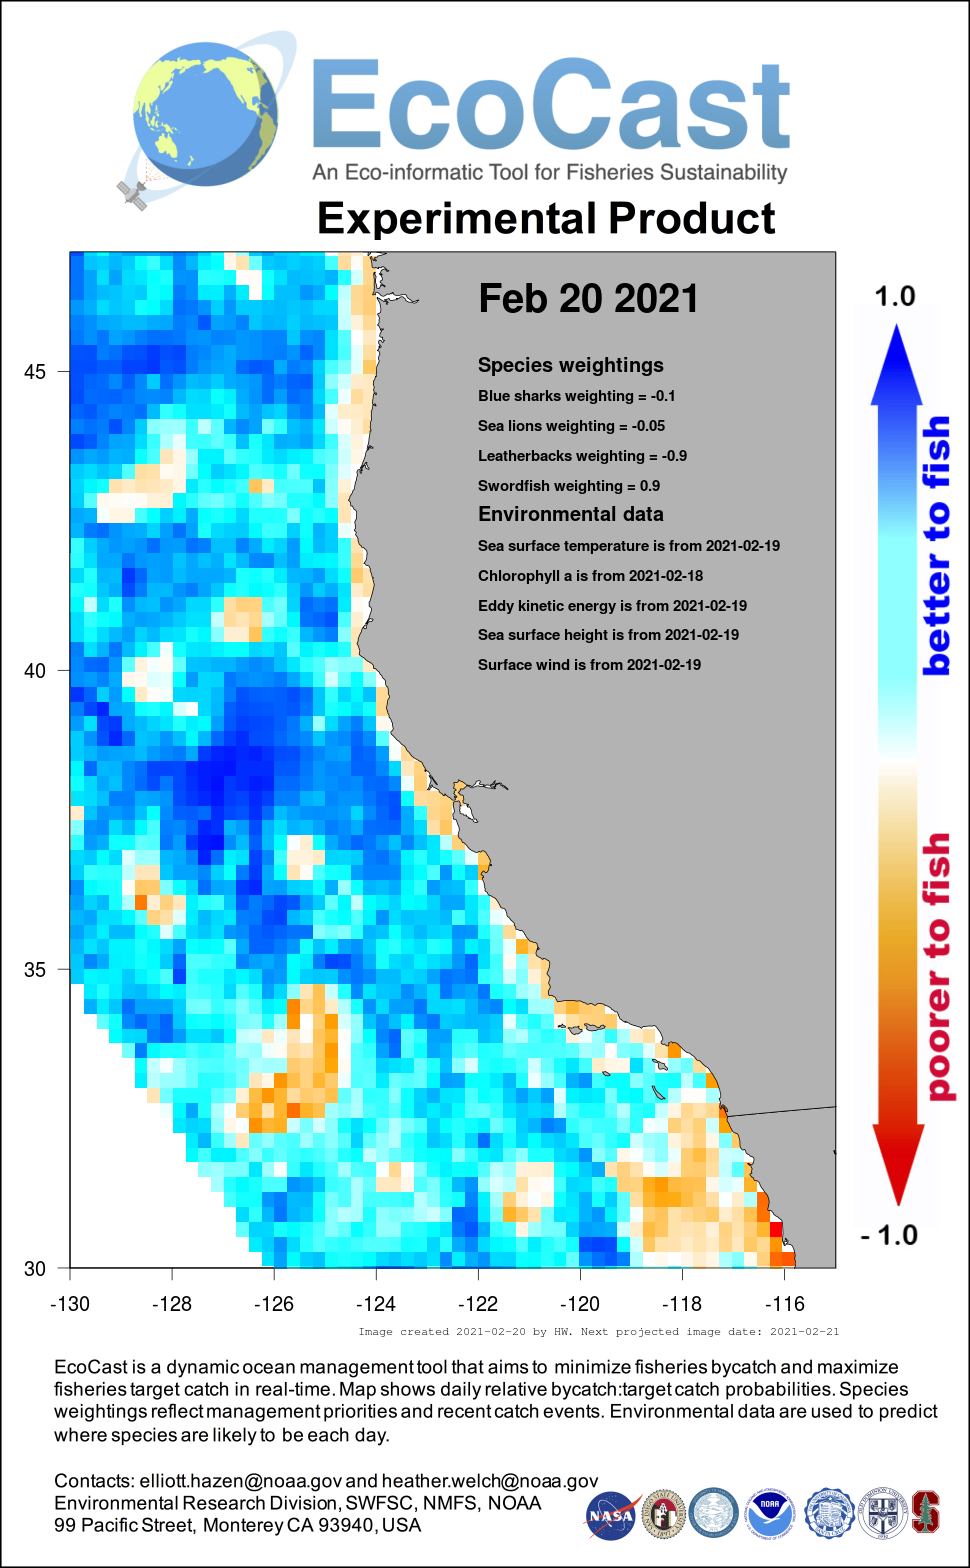 EcoCast
An Eco-informatic Tool for Fisheries Sustainability
Experimental Product
Feb 20 2021
1.0
Species weightings
Blue sharks weighting = -0.1
Sea lions weighting = -0.05
Leatherbacks weighting = -0.9
Swordfish weighting = 0.9
Environmental data
Sea surface temperature is from 2021-02-19
Chlorophyll a is from 2021-02-18
Eddy kinetic energy is from 2021-02-19
Sea surface height is from 2021-02-19
Surface wind is from 2021-02-19
45
40
35
30
better to fish
poorer to fish
- 1.0
-130 -128 -126 -124 -122 -120 -118 -116
Image created 2021-02-20 by HW. Next projected image date: 2021-02-21
EcoCast is a dynamic ocean management tool that aims to minimize fisheries bycatch and maximize
fisheries target catch in real-time. Map shows daily relative bycatch:target catch probabilities. Species
weightings reflect management priorities and recent catch events. Environmental data are used to predict
where species are likely to be each day.
Contacts: elliott.hazen@noaa.gov and heather.welch@noaa.gov
Environmental Research Division, SWFSC, NMFS, NOAA
99 Pacific Street, Monterey CA 93940, USA
NASA
NOAA